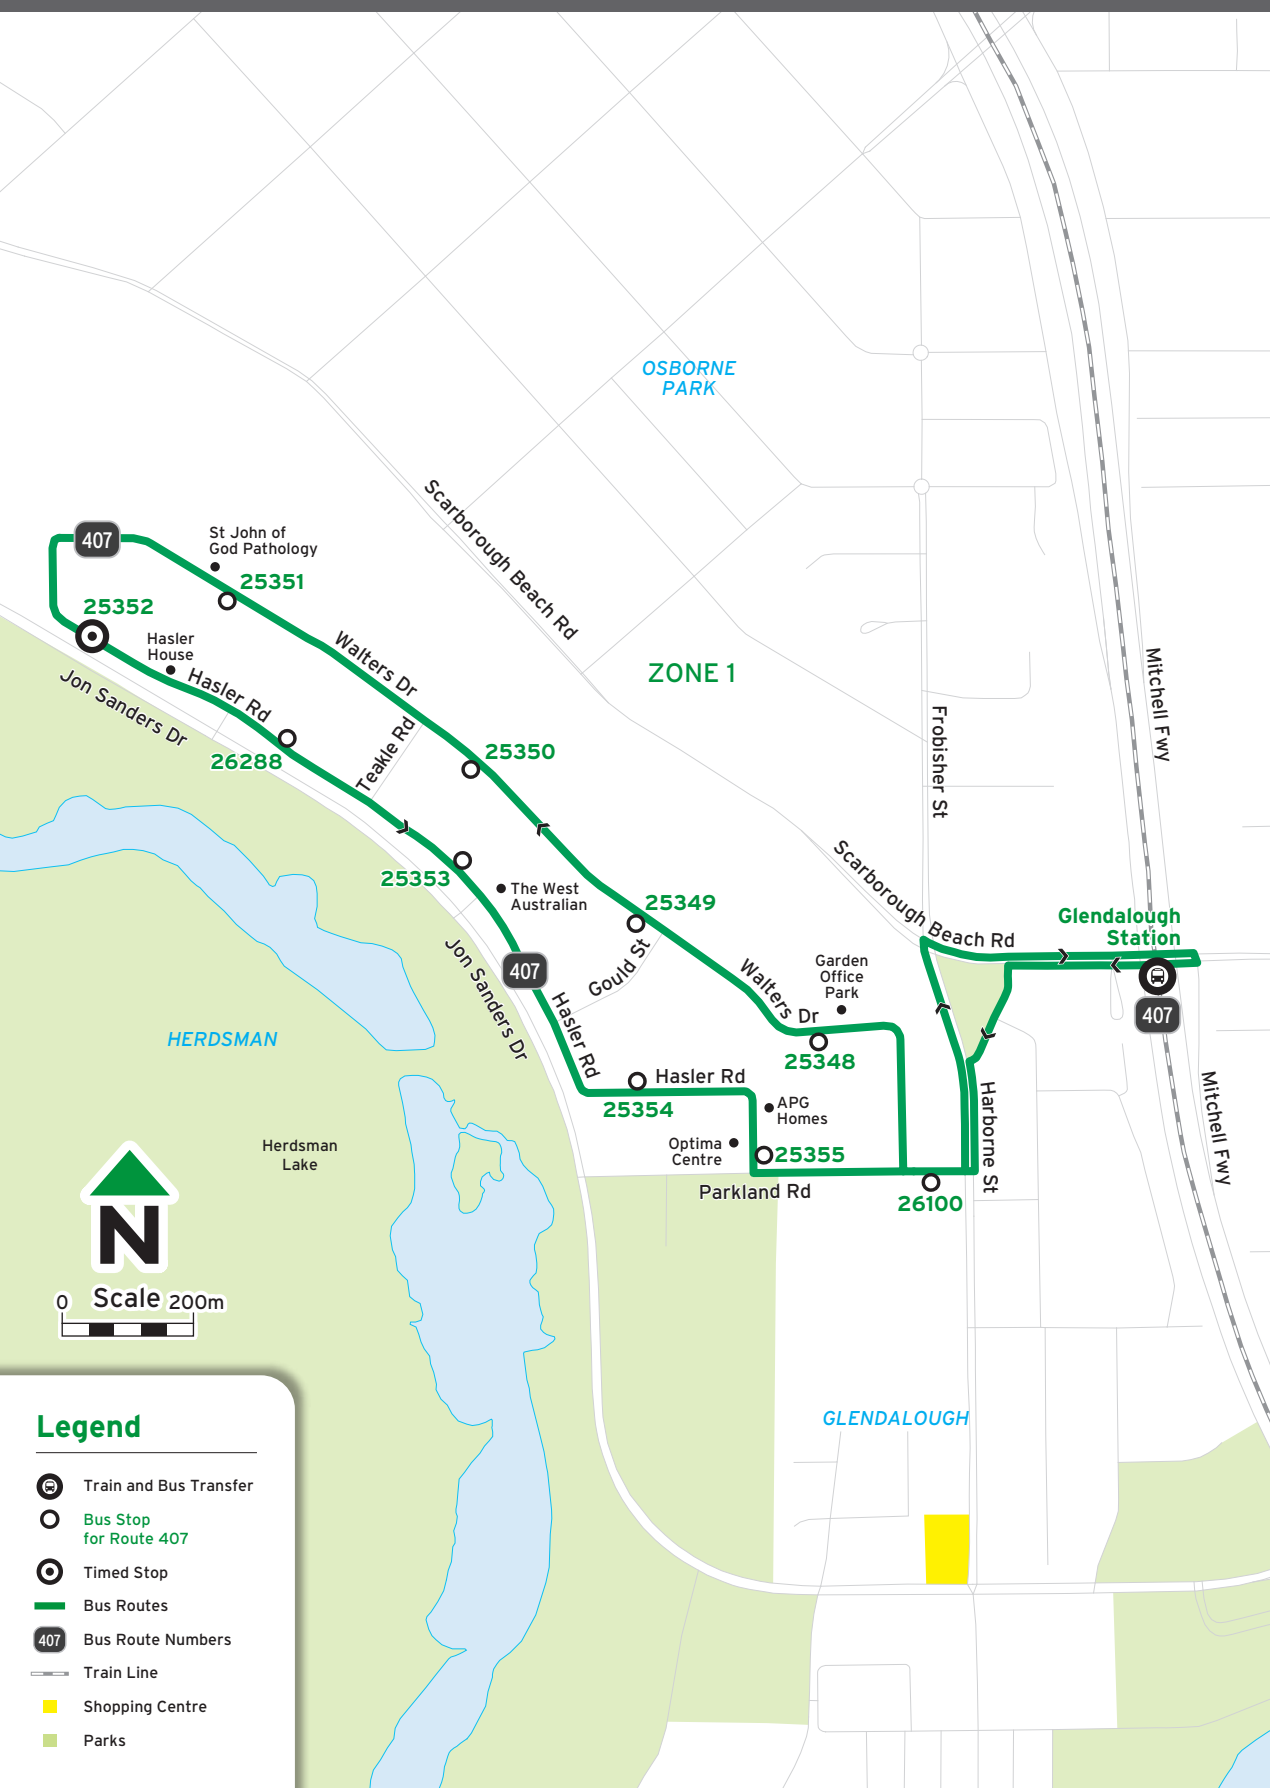 OSBORNE
PARK
Scarborough Beach Rd
407
St John of
God Pathology
25351
25352
Hasler
House
Hasler Rd
Jon Sanders Dr
26288
Walters Dr
Teakle Rd
25350
ZONE 1
Mitchell Fwy
Frobisher St
25353
The West
Australian
25349
Scarborough Beach Rd
Glendalough
Station
407
Jon Sanders Dr
407
Gould St
Walters
Dr
Garden
Office
Park
25348
HERDSMAN
Hasler Rd
Hasler Rd
25354
APG
Homes
Optima
Centre
25355
Parkland Rd
26100
Harborne St
Mitchell Fwy
Herdsman
Lake
N
Scale
0
200m
GLENDALOUGH
Legend
Train and Bus Transfer
Bus Stop
for Route 407
Timed Stop
Bus Routes
407
Bus Route Numbers
Train Line
Shopping Centre
Parks